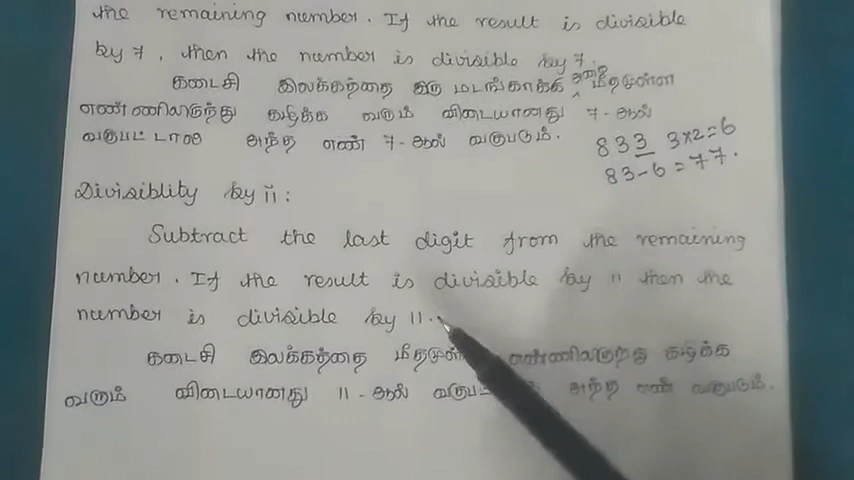 the remaining number. If the result is divisible
by 7, then the number is divisible by 7.
அதை
கடைசி இலக்கத்தை இரு மடங்காக்க ^ மீதமுள்ள
எண்ணிலிருந்து கழிக்க வரும் விடையானது 7-ஆல்
வகுபட்டால் அந்த எண் 7-ஆல் வகுபடும்.
833 3×2=6
83-6=77.
Divisiblity by 11:
Subtract the last digit from the remaining
number. If the result is divisible by 11 then the
number is divisible by 11.
கடைசி இலக்கத்தை எண்ணிலிருந்து கழிக்க
வரும் விடையானது 11-ஆல் அந்த எண் வகுபடும்.